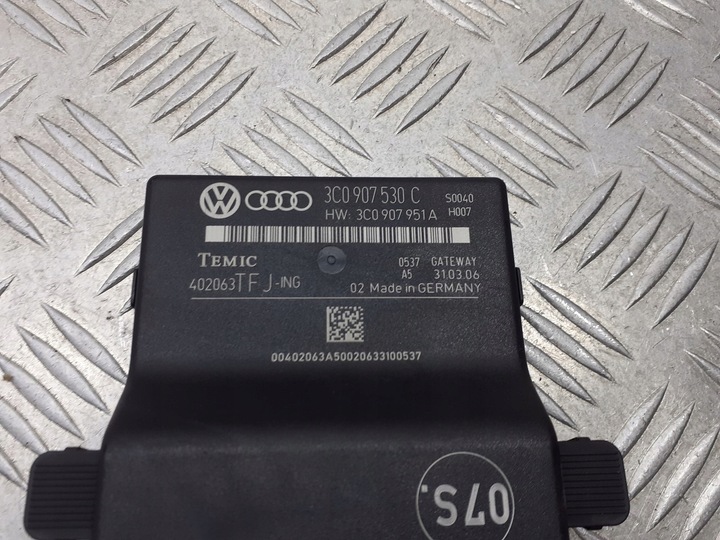 3C0 907 530 C S0040
HW: 3C0 907 951 A H007
TEMIC 0537 GATEWAY
A5 31.03.06
402063TFJ-ING 02 Made in GERMANY
00402063A50020633100537
07S.